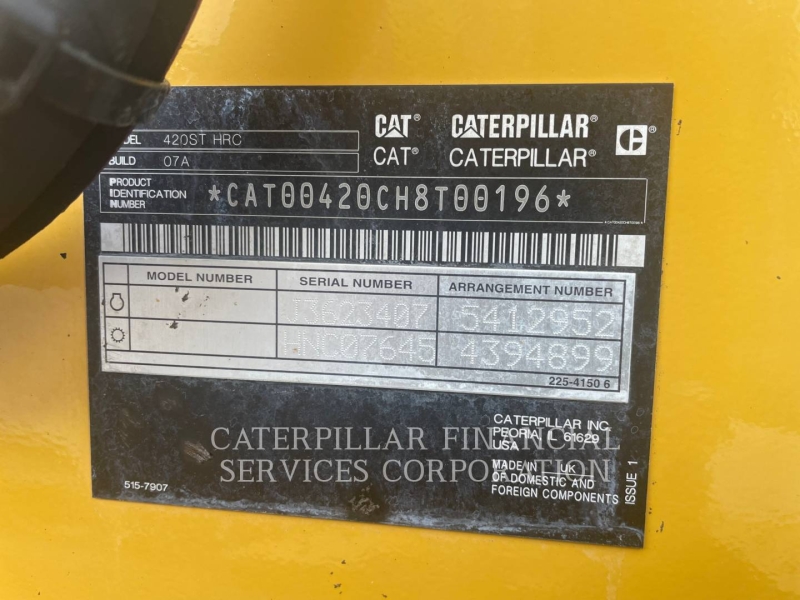 DEL 420ST HRC
BUILD 07A
CAT® CATERPILLAR®
CAT® CATERPILLAR®
PRODUCT
IDENTIFICATION
NUMBER
*CAT00420CH8T00196*
MODEL NUMBER SERIAL NUMBER ARRANGEMENT NUMBER
J3623407 5412952
HNC07645 4394899
225-4150 6
CATERPILLAR INC.
PEORIA IL 61629
USA
MADE IN UK
OF DOMESTIC AND
FOREIGN COMPONENTS
ISSUE 1
515-7907
CATERPILLAR FINANCIAL
SERVICES CORPORATION